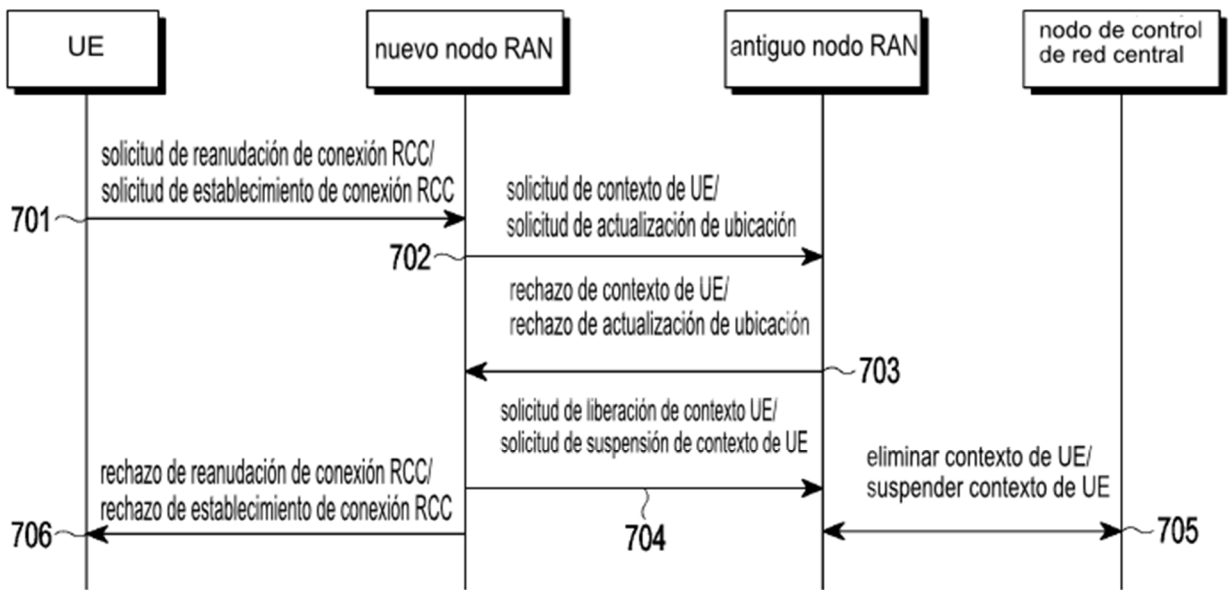 UE
nuevo nodo RAN
antiguo nodo RAN
nodo de control
de red central
solicitud de reanudación de conexión RCC/
solicitud de establecimiento de conexión RCC
701
solicitud de contexto de UE/
solicitud de actualización de ubicación
702
rechazo de contexto de UE/
rechazo de actualización de ubicación
703
solicitud de liberación de contexto UE/
solicitud de suspensión de contexto de UE
704
eliminar contexto de UE/
suspender contexto de UE
705
rechazo de reanudación de conexión RCC/
rechazo de establecimiento de conexión RCC
706